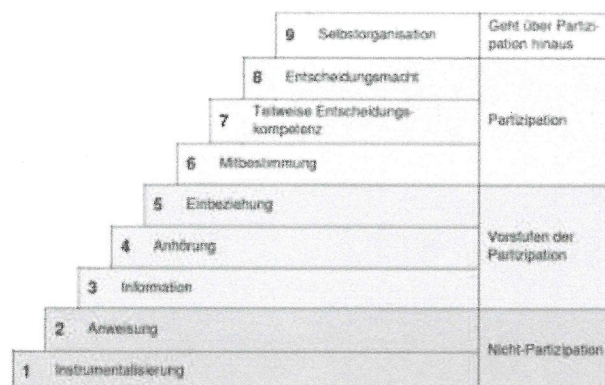 9 Selbstorganisation
Geht über Partizi-
pation hinaus
8 Entscheidungsmacht
7 Teilweise Entscheidungs-
kompetenz
Partizipation
6 Mitbestimmung
5 Einbeziehung
4 Anhörung
Vorstufen der
Partizipation
3 Information
2 Anweisung
Nicht-Partizipation
1 Instrumentalisierung